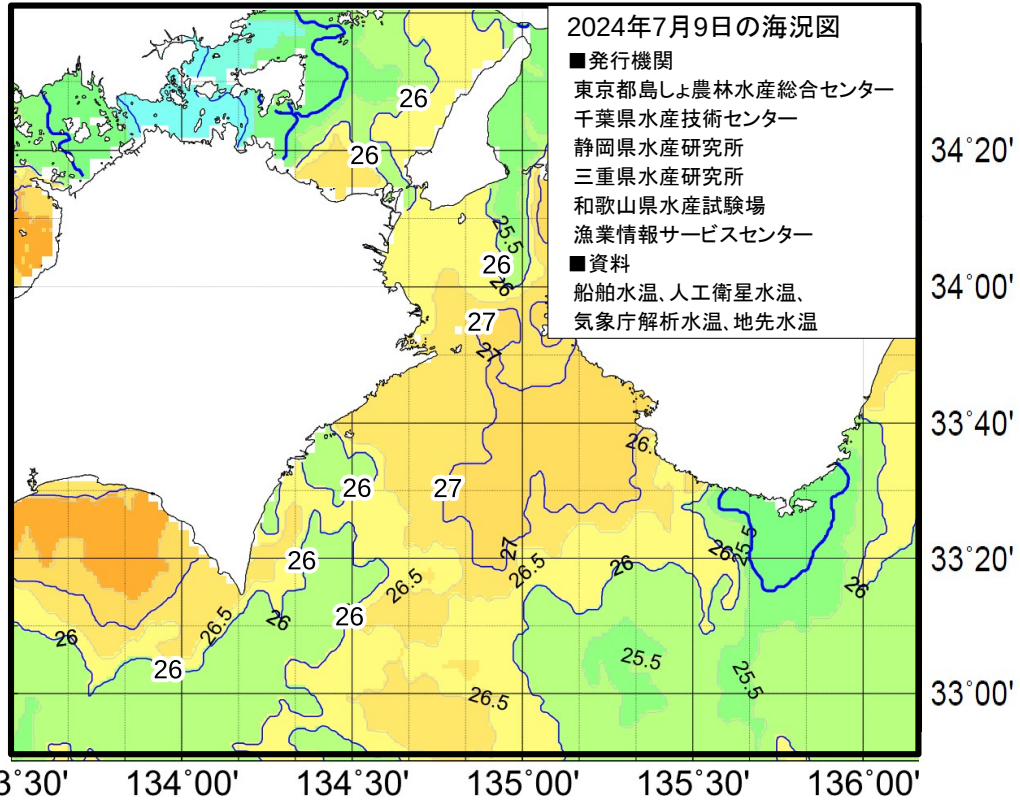 2024年7月9日の海況図
■発行機関
東京都島しょ農林水産総合センター
千葉県水産技術センター
静岡県水産研究所
三重県水産研究所
和歌山県水産試験場
漁業情報サービスセンター
■資料
船舶水温、人工衛星水温、
気象庁解析水温、地先水温
26
26
25.5
26
26
27
27
26.
26
27
26
27
26.5
26
26
25.5
26.5
26
26
26
26.5
26
26
25.5
25.5
26.5
34°20'
34°00'
33°40'
33°20'
33°00'
3°30' 134°00' 134°30' 135°00' 135°30' 136°00'